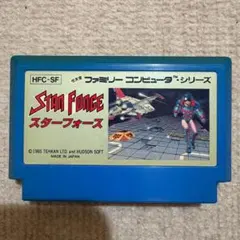 HFC-SF
ファミリー コンピュータ™シリーズ
STAR FORCE
スターフォース
© 1985 TEHKAN LTD. and HUDSON SOFT
MADE IN JAPAN